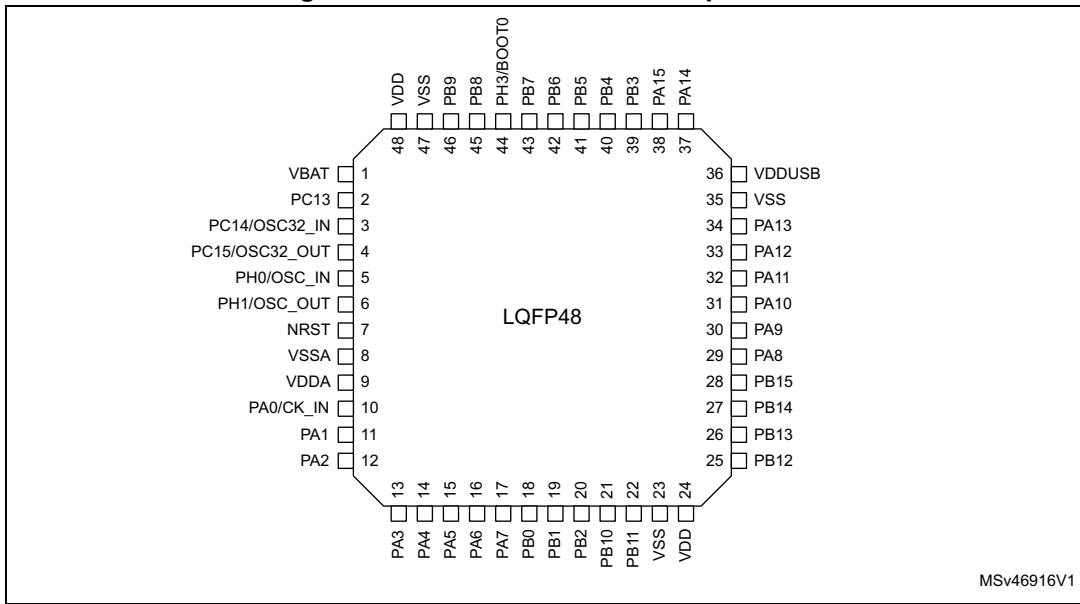 VDD
VSS
PB9
PB8
PH3/BOOT0
PB7
PB6
PB5
PB4
PB3
PA15
PA14
48
47
46
45
44
43
42
41
40
39
38
37
VBAT 1
PC13 2
PC14/OSC32_IN 3
PC15/OSC32_OUT 4
PH0/OSC_IN 5
PH1/OSC_OUT 6
NRST 7
VSSA 8
VDDA 9
PA0/CK_IN 10
PA1 11
PA2 12
LQFP48
36 VDDUSB
35 VSS
34 PA13
33 PA12
32 PA11
31 PA10
30 PA9
29 PA8
28 PB15
27 PB14
26 PB13
25 PB12
13
14
15
16
17
18
19
20
21
22
23
24
PA3
PA4
PA5
PA6
PA7
PB0
PB1
PB2
PB10
PB11
VSS
VDD
MSv46916V1